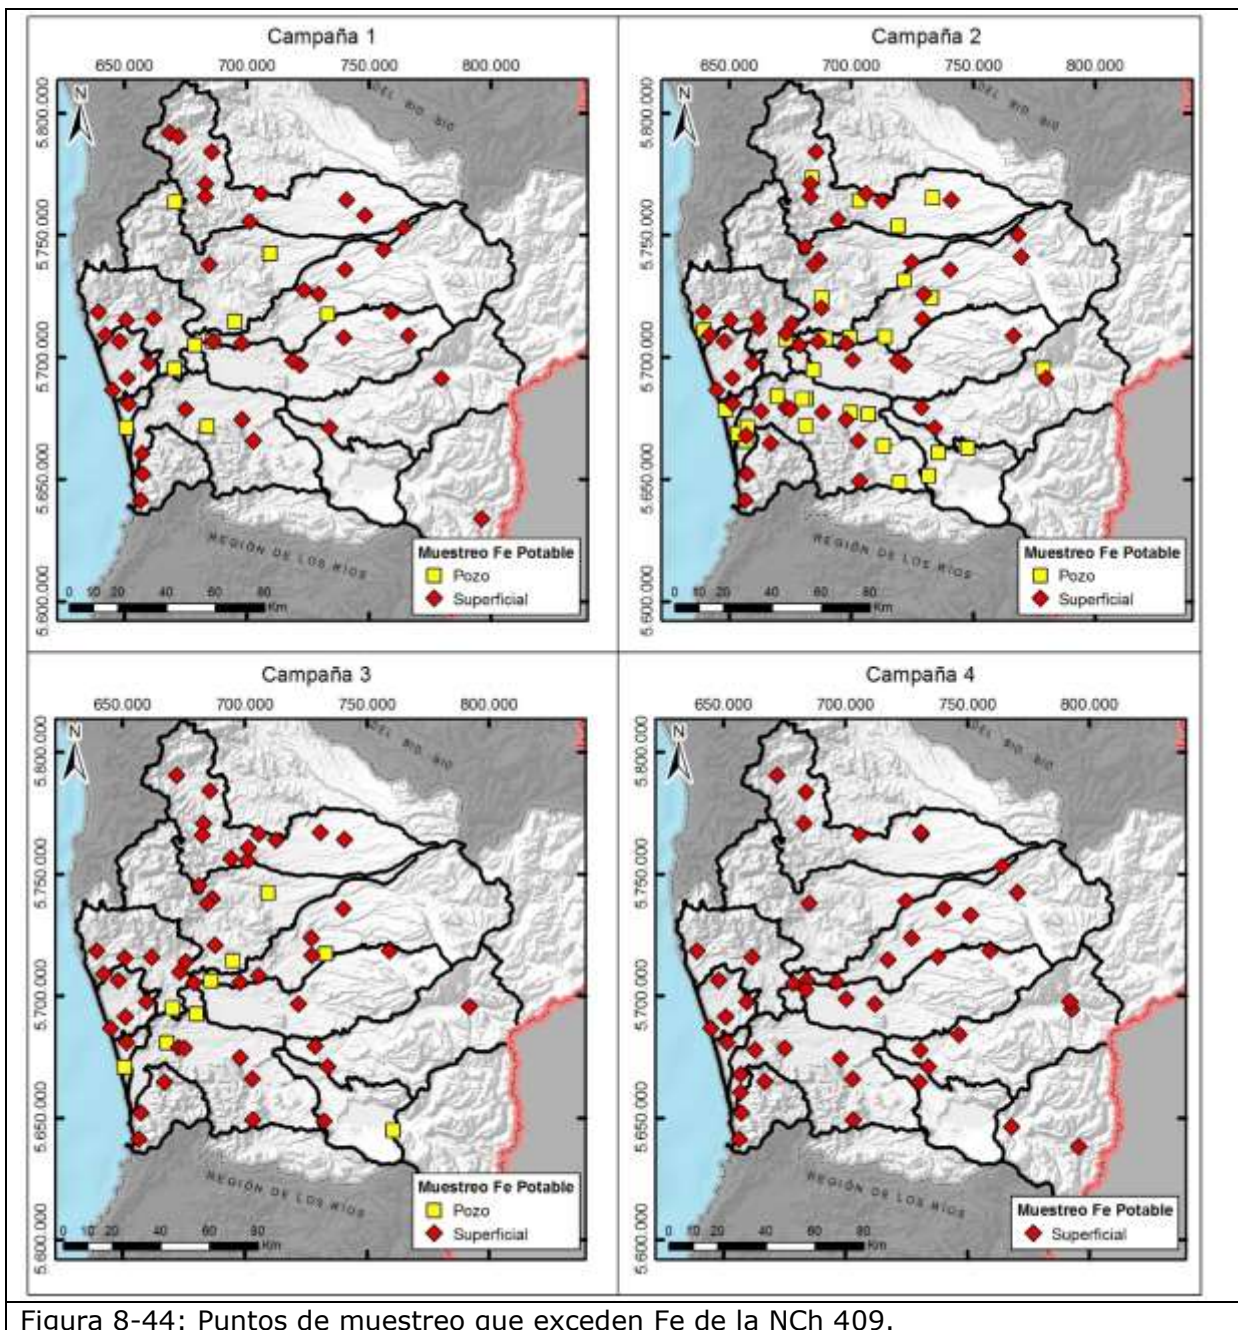 Campaña 1
650.000 700.000 750.000 800.000
N
DEL BIO BIO
5.800.000
5.750.000
5.700.000
5.650.000
5.600.000
REGIÓN DE LOS RÍOS
Muestreo Fe Potable
Pozo
Superficial
0 10 20 40 60 80
Km
Campaña 2
650.000 700.000 750.000 800.000
N
DEL BIO BIO
5.800.000
5.750.000
5.700.000
5.650.000
5.600.000
REGIÓN DE LOS RÍOS
Muestreo Fe Potable
Pozo
Superficial
0 10 20 40 60 80
Km
Campaña 3
650.000 700.000 750.000 800.000
N
DEL BIO BIO
5.800.000
5.750.000
5.700.000
5.650.000
5.600.000
REGIÓN DE LOS RÍOS
Muestreo Fe Potable
Pozo
Superficial
0 10 20 40 60 80
Km
Campaña 4
650.000 700.000 750.000 800.000
N
DEL BIO BIO
5.800.000
5.750.000
5.700.000
5.650.000
5.600.000
REGIÓN DE LOS RÍOS
Muestreo Fe Potable
Superficial
0 10 20 40 60 80
Km
Figura 8-44: Puntos de muestreo que exceden Fe de la NCh 409.